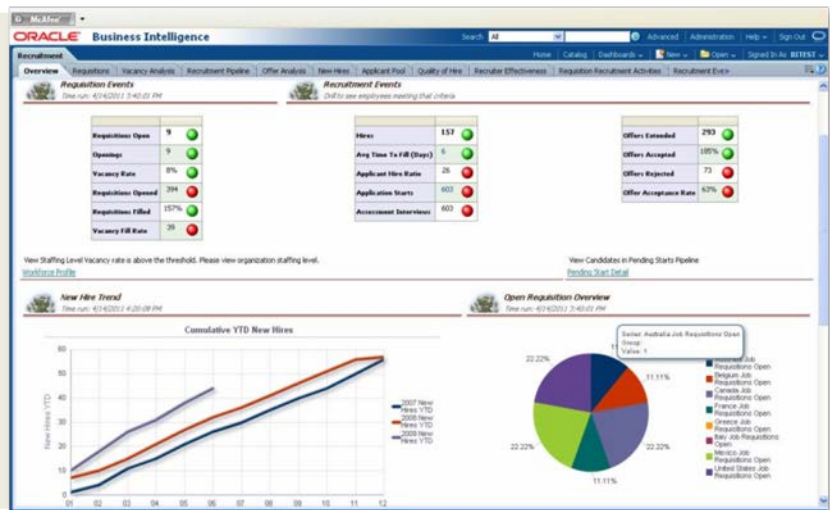 McAfee
ORACLE Business Intelligence
Search All Advanced Administration Help Sign Out
Recruitment
Home Catalog Dashboards New Open Signed In As BITEST
Overview Requisitions Vacancy Analysis Recruitment Pipeline Offer Analysis New Hires Applicant Pool Quality of Hire Recruiter Effectiveness Requisition Recruitment Activities Recruitment Eve»
Requisition Events
Time run: 4/14/2011 3:40:01 PM
Recruitment Events
Drill to see employees meeting that criteria
Requisitions Open 9
Openings 9
Vacancy Rate 8%
Requisitions Opened 394
Requisitions Filled 157%
Vacancy Fill Rate 39
Hires 157
Avg Time To Fill (Days) 6
Applicant Hire Ratio 26
Application Starts 603
Assessment Interviews 603
Offers Extended 293
Offers Accepted 185%
Offers Rejected 73
Offer Acceptance Rate 63%
View Staffing Level Vacancy rate is above the threshold. Please view organization staffing level.
Workforce Profile
View Candidates in Pending Starts Pipeline
Pending Start Detail
New Hire Trend
Time run: 4/14/2011 4:20:08 PM
Open Requisition Overview
Time run: 4/14/2011 3:40:01 PM
Cumulative YTD New Hires
New Hires YTD
60
50
40
30
20
10
0
01 02 03 04 05 06 07 08 09 10 11 12
2007 New Hires YTD
2008 New Hires YTD
Series: Australia Job Requisitions Open
Group:
Value: 1
22.22%
11.11%
22.22%
22.22%
11.11%
Requisitions Open
Belgium Job Requisitions Open
Canada Job Requisitions Open
France Job Requisitions Open
Greece Job Requisitions Open
Italy Job Requisitions Open
Mexico Job Requisitions Open
United States Job Requisitions Open